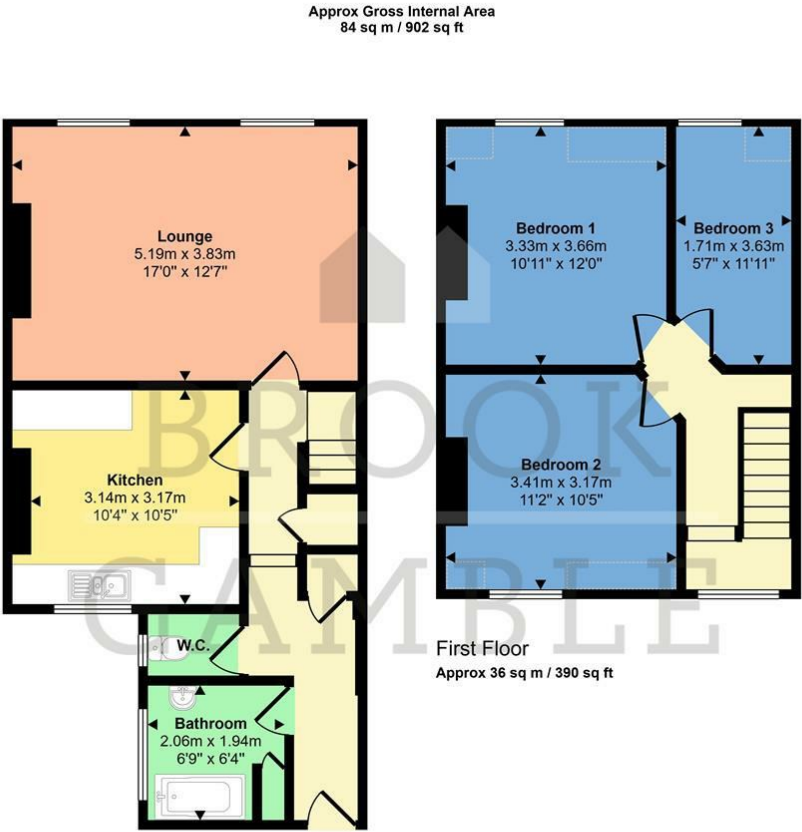 Approx Gross Internal Area
84 sq m / 902 sq ft
Lounge
5.19m x 3.83m
17'0" x 12'7"
Kitchen
3.14m x 3.17m
10'4" x 10'5"
W.C.
Bathroom
2.06m x 1.94m
6'9" x 6'4"
Bedroom 1
3.33m x 3.66m
10'11" x 12'0"
Bedroom 3
1.71m x 3.63m
5'7" x 11'11"
Bedroom 2
3.41m x 3.17m
11'2" x 10'5"
First Floor
Approx 36 sq m / 390 sq ft
BROOK
GAMBLE